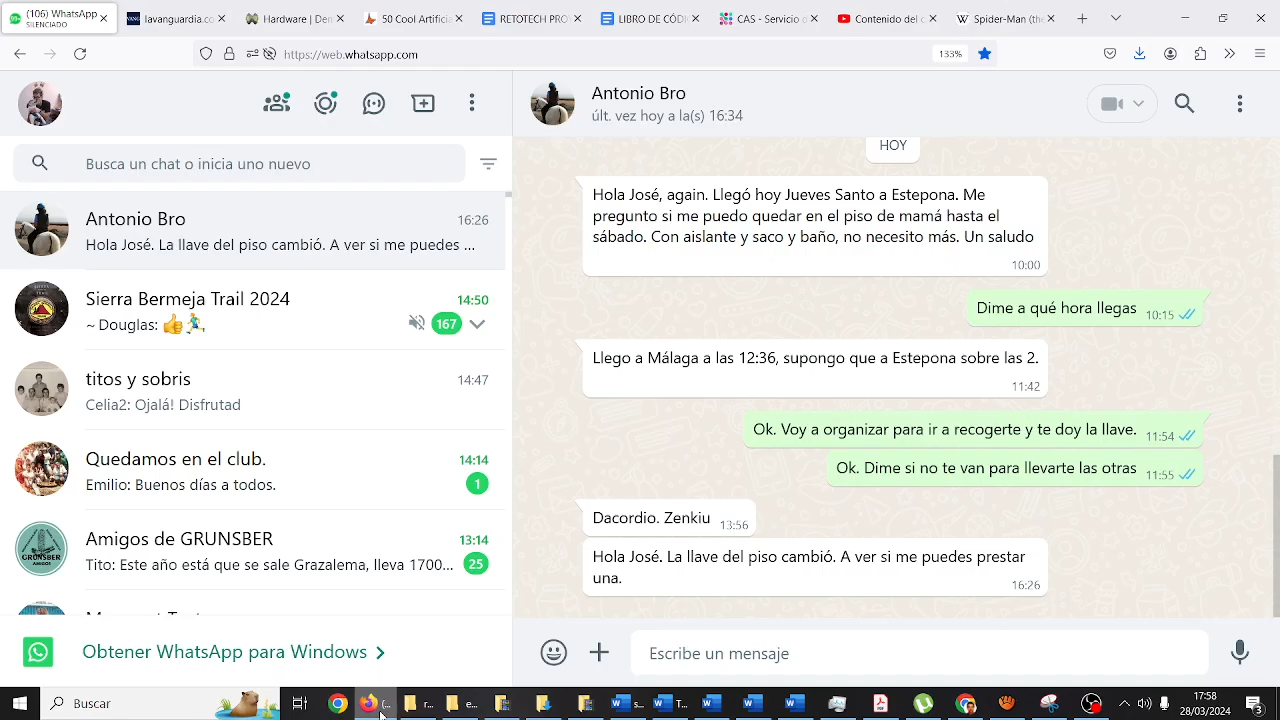 (106) WhatsApp
SILENCIADO
lavanguardia.co
Hardware | Den
50 Cool Artificia
RETOTECH PRO
LIBRO DE CÓDI
GCS - Servicio d
Contenido del c
Spider-Man (th
https://web.whatsapp.com
133%
Antonio Bro
últ. vez hoy a la(s) 16:34
Busca un chat o inicia uno nuevo
Antonio Bro
16:26
Hola José. La llave del piso cambió. A ver si me puedes ...
Sierra Bermeja Trail 2024
14:50
~ Douglas: 👍🏃
167
titos y sobris
14:47
Celia2: Ojalá! Disfrutad
Quedamos en el club.
14:14
Emilio: Buenos días a todos.
1
Amigos de GRUNSBER
13:14
Tito: Este año está que se sale Grazalema, lleva 1700...
25
GRUNSBER
AMIGOS
Obtener WhatsApp para Windows
HOY
Hola José, again. Llegó hoy Jueves Santo a Estepona. Me
pregunto si me puedo quedar en el piso de mamá hasta el
sábado. Con aislante y saco y baño, no necesito más. Un saludo
10:00
Dime a qué hora llegas
10:15
Llego a Málaga a las 12:36, supongo que a Estepona sobre las 2.
11:42
Ok. Voy a organizar para ir a recogerte y te doy la llave.
11:54
Ok. Dime si no te van para llevarte las otras
11:55
Dacordio. Zenkiu
13:56
Hola José. La llave del piso cambió. A ver si me puedes prestar
una.
16:26
Escribe un mensaje
Buscar
17:58
28/03/2024
3